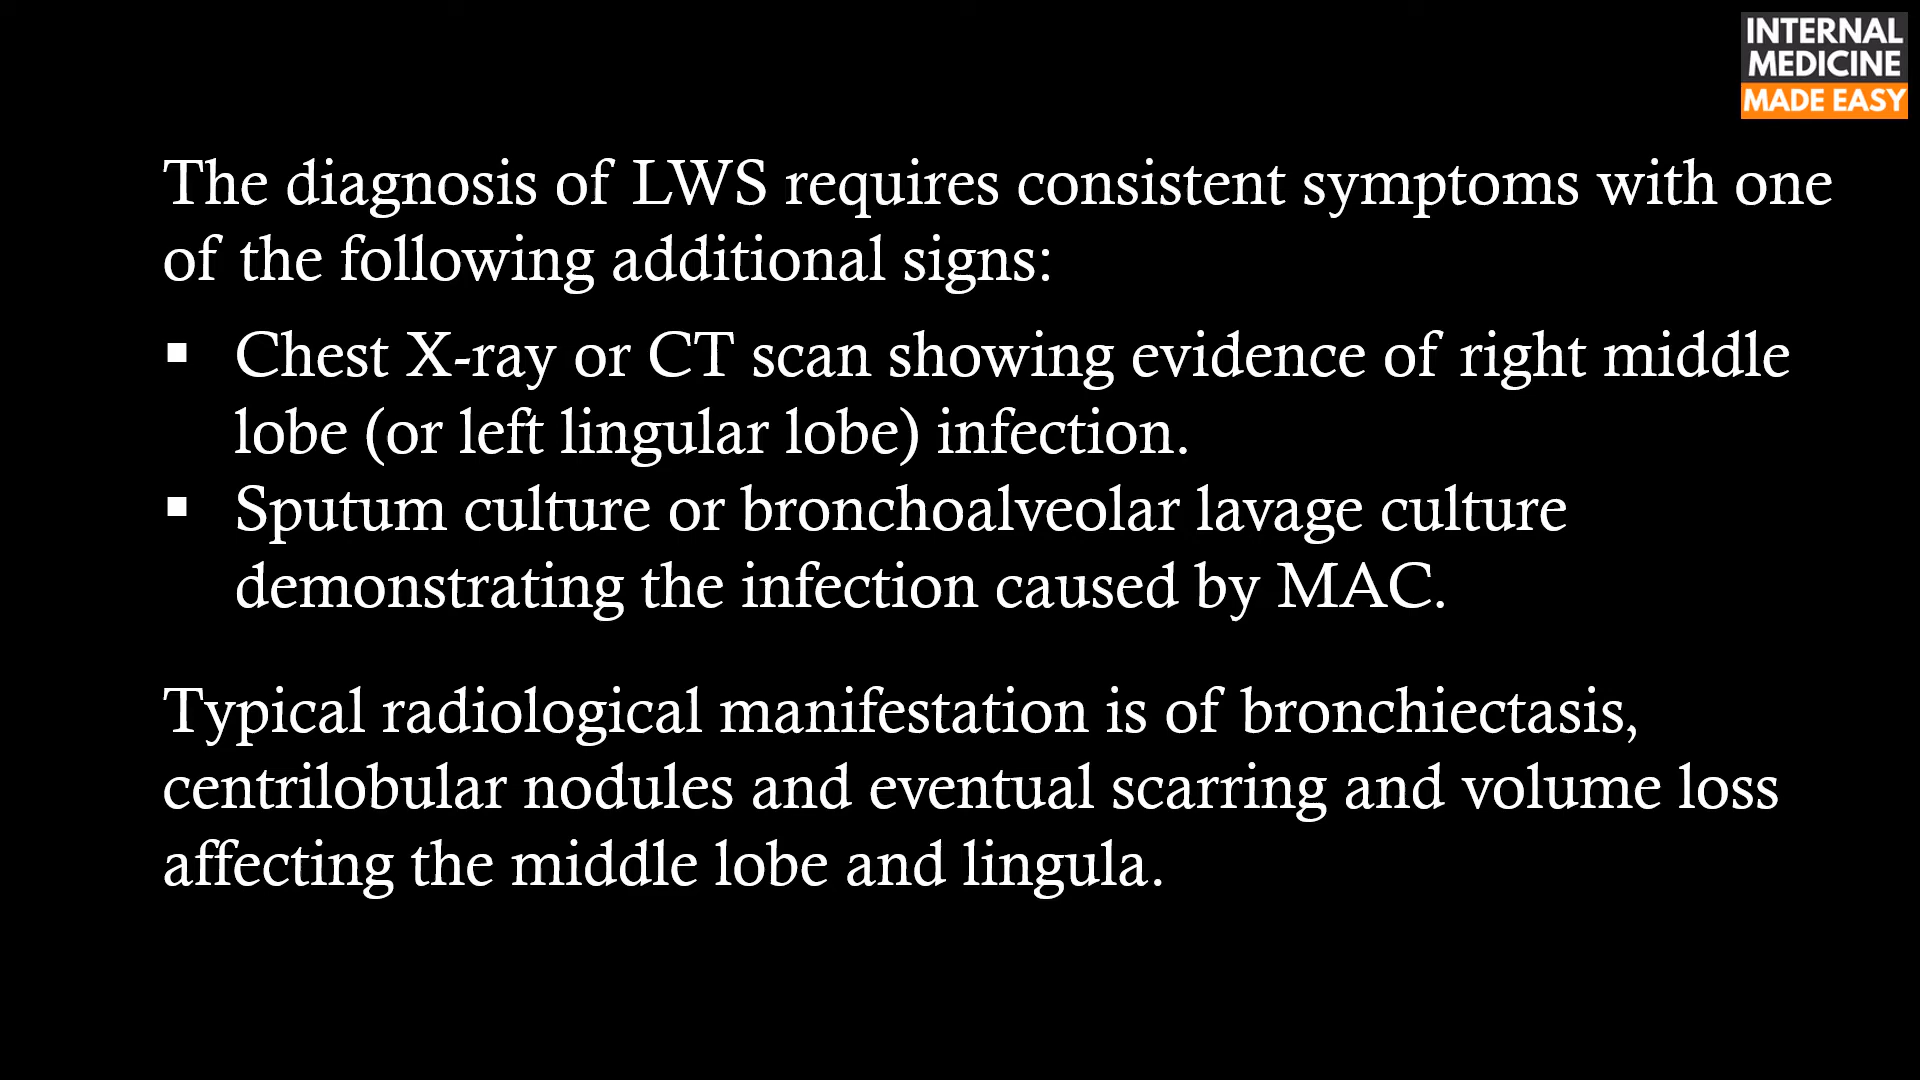 INTERNAL
MEDICINE
MADE EASY
The diagnosis of LWS requires consistent symptoms with one
of the following additional signs:
▪ Chest X-ray or CT scan showing evidence of right middle
lobe (or left lingular lobe) infection.
▪ Sputum culture or bronchoalveolar lavage culture
demonstrating the infection caused by MAC.
Typical radiological manifestation is of bronchiectasis,
centrilobular nodules and eventual scarring and volume loss
affecting the middle lobe and lingula.